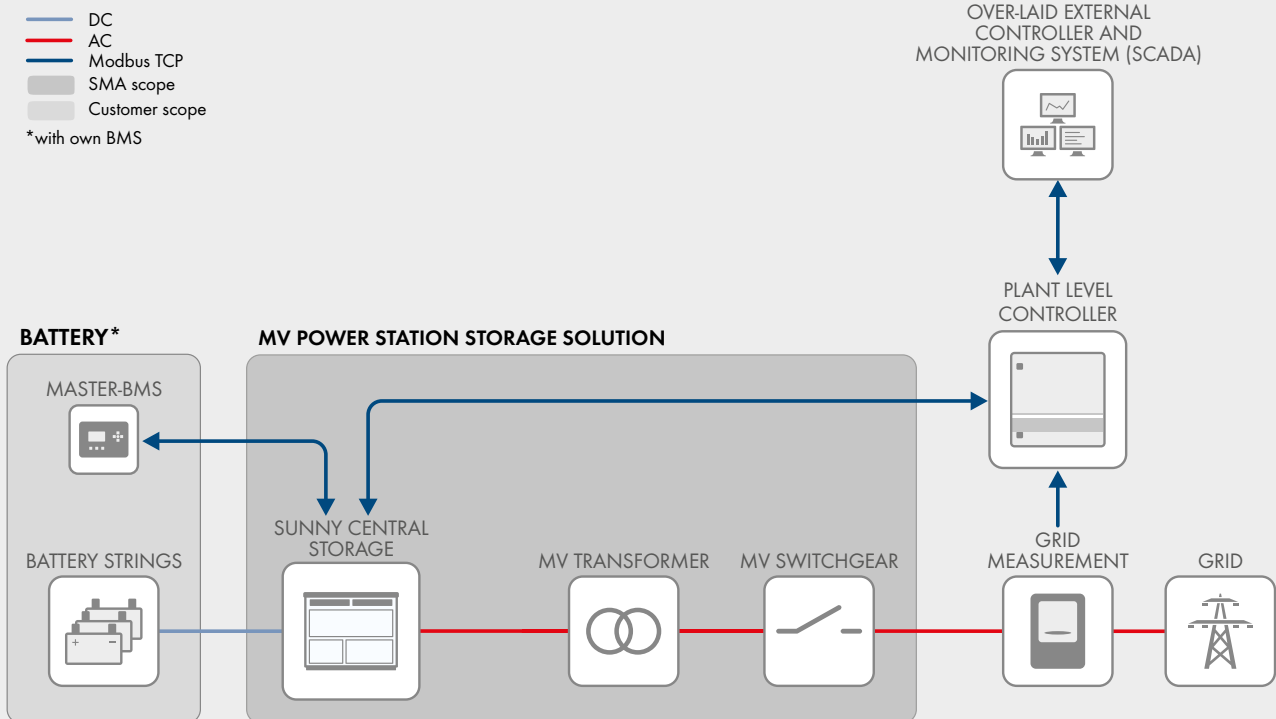 DC
AC
Modbus TCP
SMA scope
Customer scope
*with own BMS
OVER-LAID EXTERNAL
CONTROLLER AND
MONITORING SYSTEM (SCADA)
PLANT LEVEL
CONTROLLER
BATTERY*
MV POWER STATION STORAGE SOLUTION
MASTER-BMS
SUNNY CENTRAL
STORAGE
BATTERY STRINGS
MV TRANSFORMER
MV SWITCHGEAR
GRID
MEASUREMENT
GRID
+ −